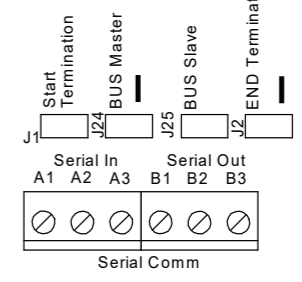 Start
Termination
BUS Master
BUS Slave
END Terminat
J1
J24
J25
J2
Serial In
Serial Out
A1 A2 A3 B1 B2 B3
Serial Comm